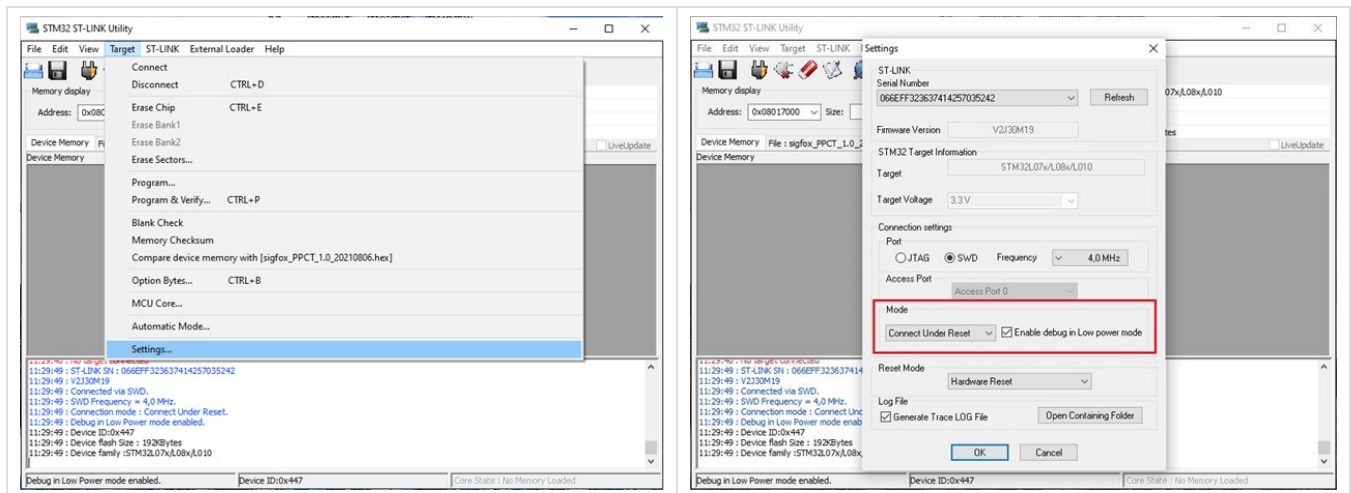 STM32 ST-LINK Utility
File Edit View Target ST-LINK External Loader Help
Connect
Disconnect CTRL+D
Memory display
Erase Chip CTRL+E
Address: 0x080
Erase Bank1
Erase Bank2
Device Memory
LiveUpdate
Device Memory
Erase Sectors...
Program...
Program & Verify... CTRL+P
Blank Check
Memory Checksum
Compare device memory with [sigfox_PPCT_1.0_20210806.hex]
Option Bytes... CTRL+B
MCU Core...
Automatic Mode...
Settings...
11:29:49 : ST-LINK SN : 066EFF323637414257035242
11:29:49 : V2J30M19
11:29:49 : Connected via SWD.
11:29:49 : SWD Frequency = 4,0 MHz.
11:29:49 : Connection mode : Connect Under Reset.
11:29:49 : Debug in Low Power mode enabled.
11:29:49 : Device ID:0x447
11:29:49 : Device flash Size : 192KBytes
11:29:49 : Device family :STM32L07x/L08x/L010
Debug in Low Power mode enabled. Device ID:0x447 Core State : No Memory Loaded
STM32 ST-LINK Utility
File Edit View Target ST-LINK
Memory display
Address: 0x08017000 Size:
07x/L08x/L010
tes
Device Memory File : sigfox_PPCT_1.0_2
LiveUpdate
Device Memory
Settings
ST-LINK
Serial Number
066EFF323637414257035242 Refresh
Firmware Version V2J30M19
STM32 Target Information
Target STM32L07x/L08x/L010
Target Voltage 3.3 V
Connection settings
Port
JTAG SWD Frequency 4,0 MHz
Access Port
Access Port 0
Mode
Connect Under Reset Enable debug in Low power mode
Reset Mode
Hardware Reset
Log File
Generate Trace LOG File Open Containing Folder
OK Cancel
11:29:49 : ST-LINK SN : 066EFF323637414
11:29:49 : V2J30M19
11:29:49 : Connected via SWD.
11:29:49 : SWD Frequency = 4,0 MHz.
11:29:49 : Connection mode : Connect Unc
11:29:49 : Debug in Low Power mode enab
11:29:49 : Device ID:0x447
11:29:49 : Device flash Size : 192KBytes
11:29:49 : Device family :STM32L07x/L08x,
Debug in Low Power mode enabled. Device ID:0x447 Core State : No Memory Loaded